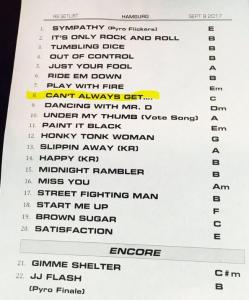 RS SETLIST HAMBURG SEPT 9 2017
1. SYMPATHY (Pyro Flickers) E
2. IT'S ONLY ROCK AND ROLL B
3. TUMBLING DICE B
4. OUT OF CONTROL B
5. JUST YOUR FOOL A
6. RIDE EM DOWN B
7. PLAY WITH FIRE Em
8. CAN'T ALWAYS GET.... C
9. DANCING WITH MR. D Dm
10. UNDER MY THUMB (Vote Song) A
11. PAINT IT BLACK Em
12. HONKY TONK WOMAN G
13. SLIPPIN AWAY (KR) A
14. HAPPY (KR) B
15. MIDNIGHT RAMBLER B
16. MISS YOU Am
17. STREET FIGHTING MAN B
18. START ME UP F
19. BROWN SUGAR C
20. SATISFACTION E
ENCORE
21. GIMME SHELTER C#m
22. JJ FLASH B
(Pyro Finale)